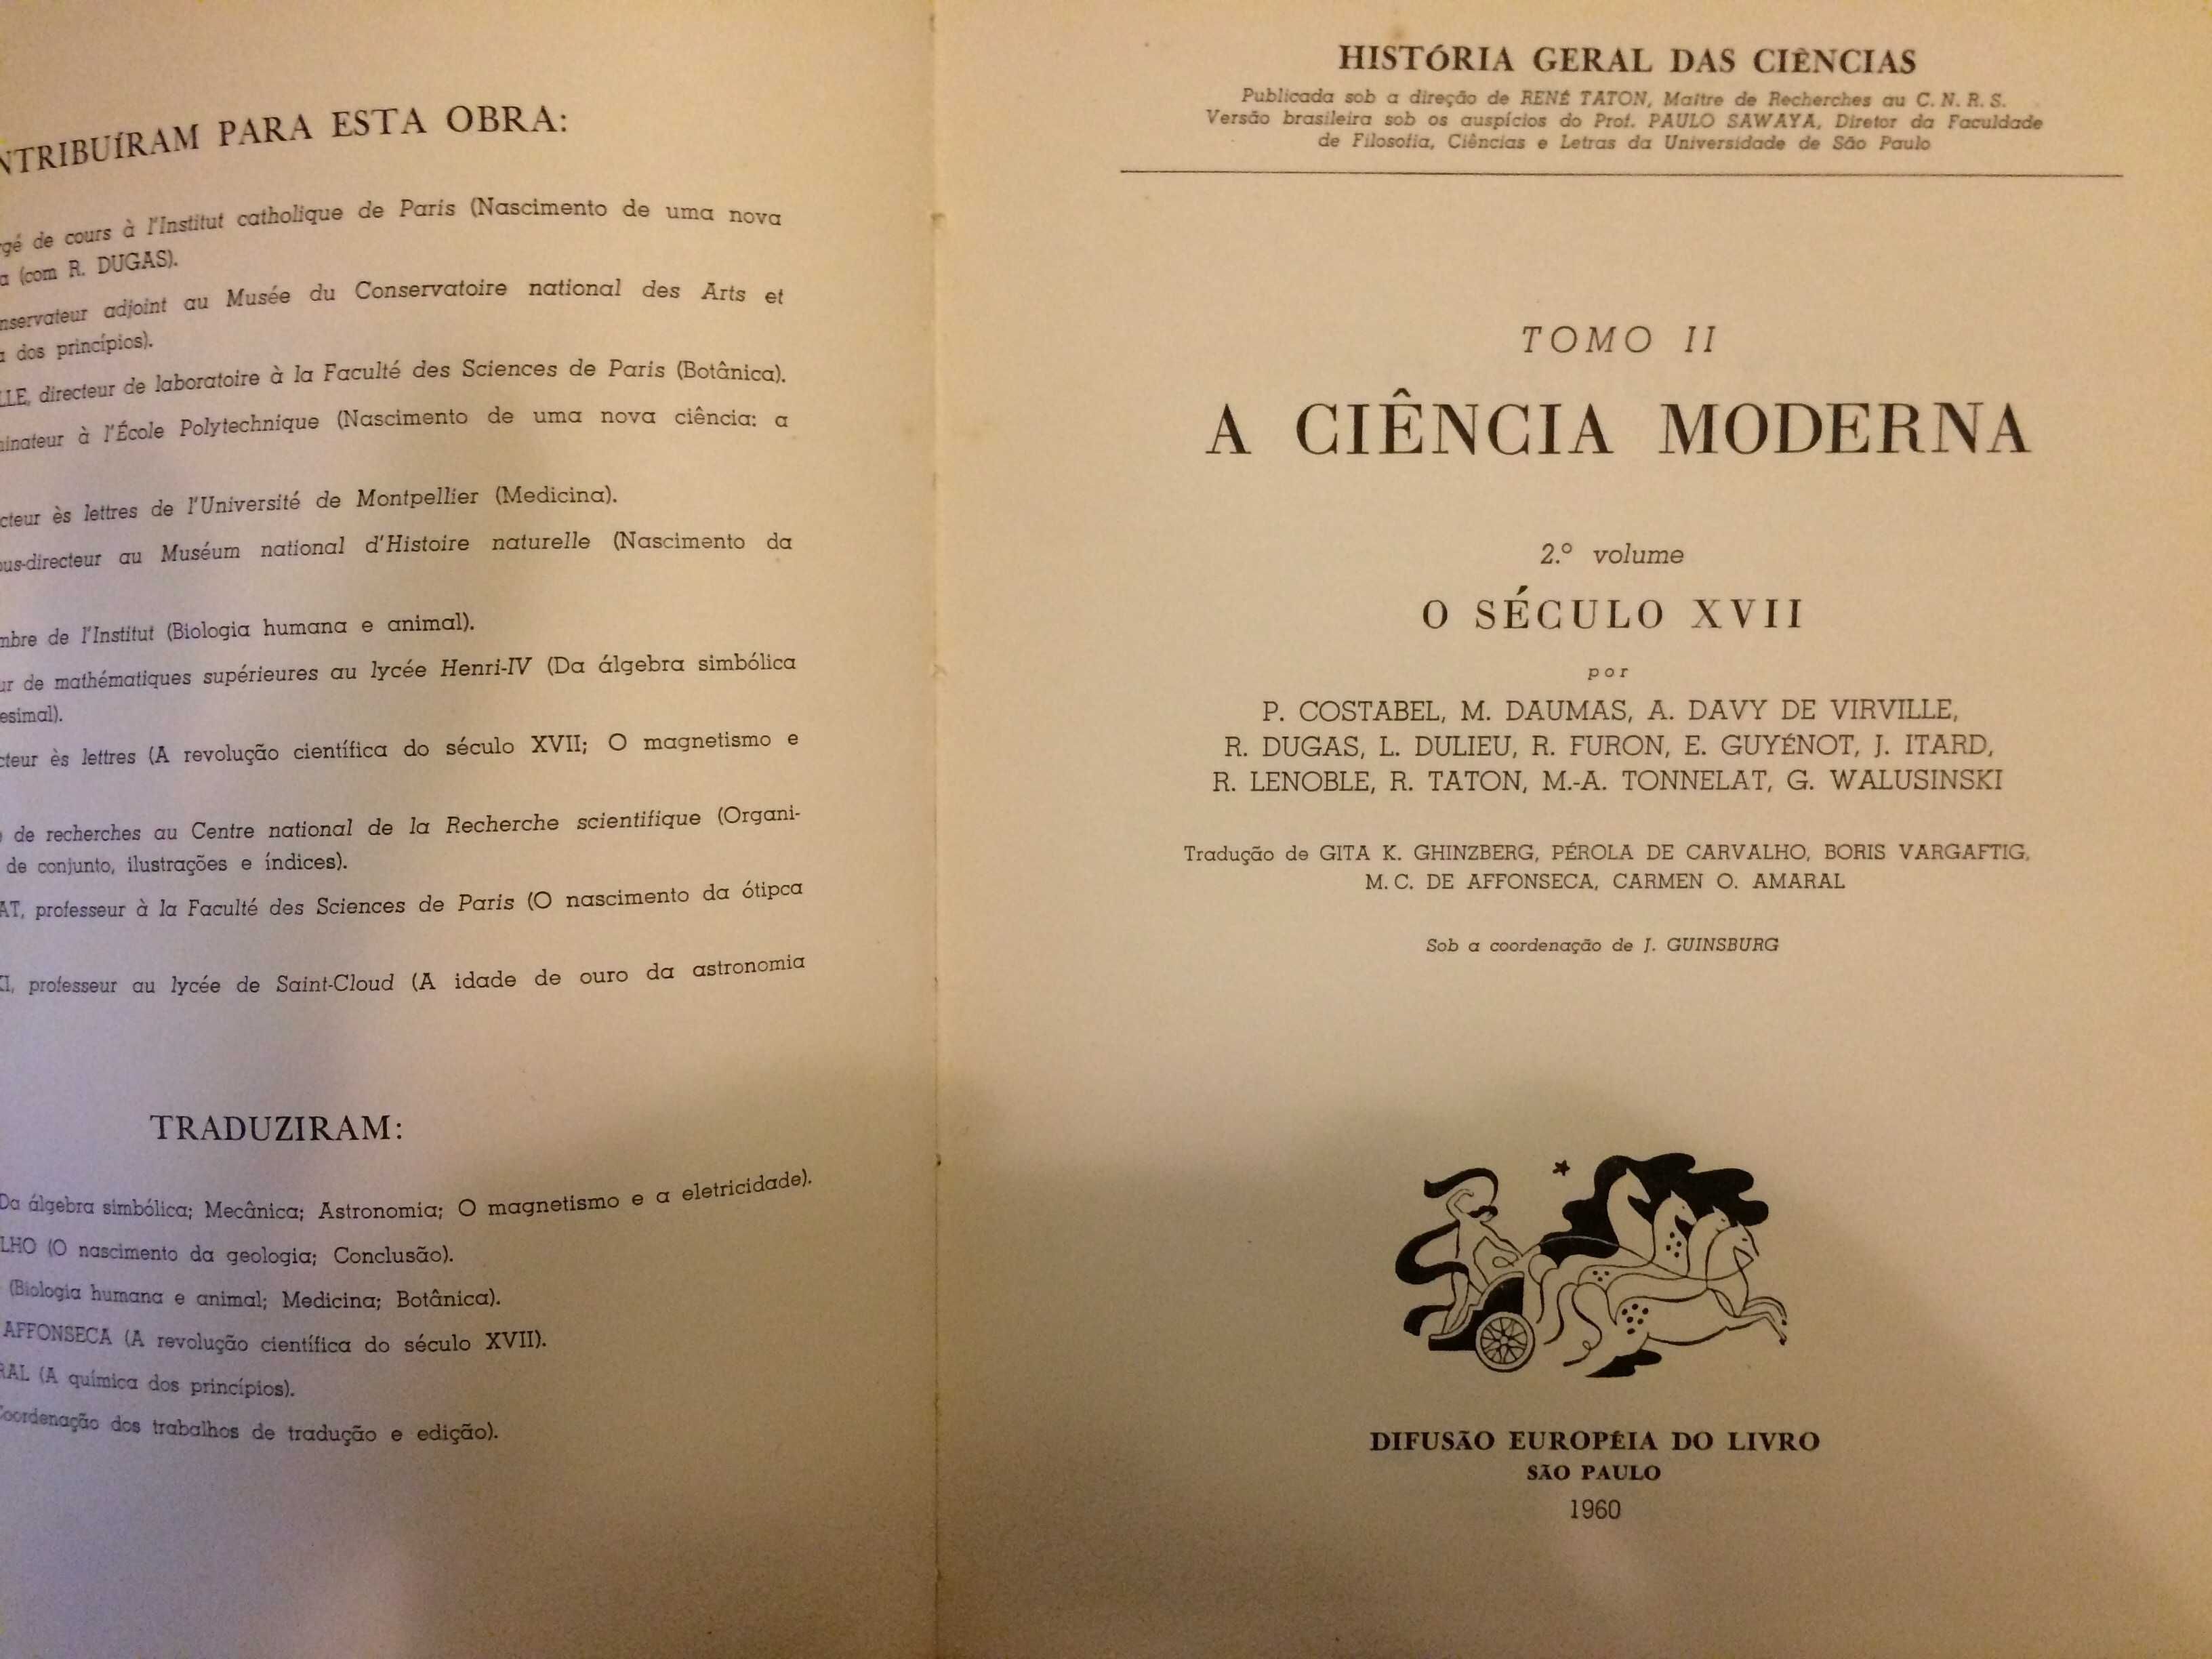 NTRIBUÍRAM PARA ESTA OBRA:
gé de cours à l'Institut catholique de Paris (Nascimento de uma nova
a (com R. DUGAS).
nservateur adjoint au Musée du Conservatoire national des Arts et
a dos princípios).
LLE, directeur de laboratoire à la Faculté des Sciences de Paris (Botânica).
inateur à l'École Polytechnique (Nascimento de uma nova ciência: a
cteur ès lettres de l'Université de Montpellier (Medicina).
ous-directeur au Muséum national d'Histoire naturelle (Nascimento da
mbre de l'Institut (Biologia humana e animal).
ur de mathématiques supérieures au lycée Henri-IV (Da álgebra simbólica
esimal).
cteur ès lettres (A revolução científica do século XVII; O magnetismo e
de recherches au Centre national de la Recherche scientifique (Organi-
de conjunto, ilustrações e índices).
AT, professeur à la Faculté des Sciences de Paris (O nascimento da ótipca
I, professeur au lycée de Saint-Cloud (A idade de ouro da astronomia
TRADUZIRAM:
Da álgebra simbólica; Mecânica; Astronomia; O magnetismo e a eletricidade).
LHO (O nascimento da geologia; Conclusão).
(Biologia humana e animal; Medicina; Botânica).
AFFONSECA (A revolução científica do século XVII).
RAL (A química dos princípios).
Coordenação dos trabalhos de tradução e edição).
HISTÓRIA GERAL DAS CIÊNCIAS
Publicada sob a direção de RENÉ TATON, Maître de Recherches au C. N. R. S.
Versão brasileira sob os auspícios do Prof. PAULO SAWAYA, Diretor da Faculdade
de Filosofia, Ciências e Letras da Universidade de São Paulo
TOMO II
A CIÊNCIA MODERNA
2.º volume
O SÉCULO XVII
por
P. COSTABEL, M. DAUMAS, A. DAVY DE VIRVILLE,
R. DUGAS, L. DULIEU, R. FURON, E. GUYÉNOT, J. ITARD,
R. LENOBLE, R. TATON, M.-A. TONNELAT, G. WALUSINSKI
Tradução de GITA K. GHINZBERG, PÉROLA DE CARVALHO, BORIS VARGAFTIG,
M. C. DE AFFONSECA, CARMEN O. AMARAL
Sob a coordenação de J. GUINSBURG
DIFUSÃO EUROPÉIA DO LIVRO
SÃO PAULO
1960